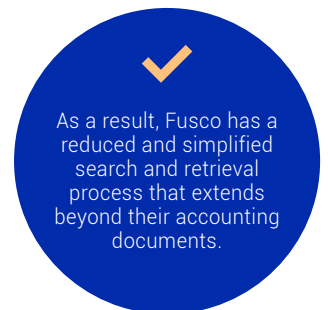 As a result, Fusco has a
reduced and simplified
search and retrieval
process that extends
beyond their accounting
documents.